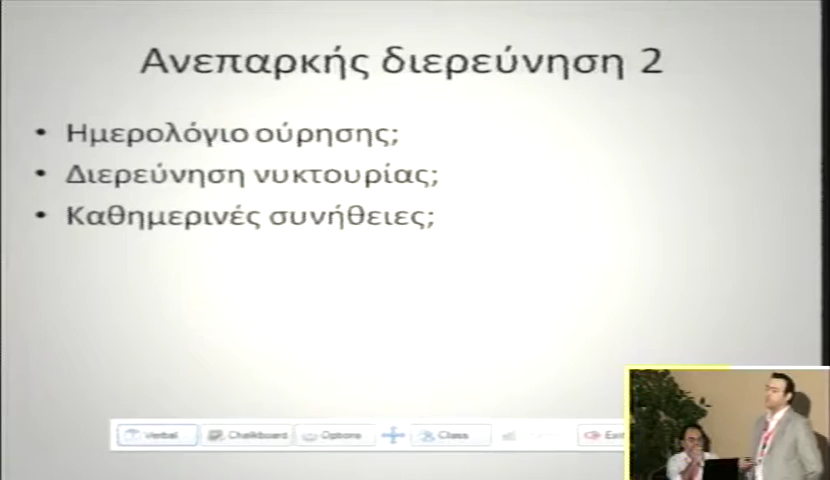 Ανεπαρκής διερεύνηση 2
• Ημερολόγιο ούρησης;
• Διερεύνηση νυκτουρίας;
• Καθημερινές συνήθειες;
Verbal Chalkboard Options Class